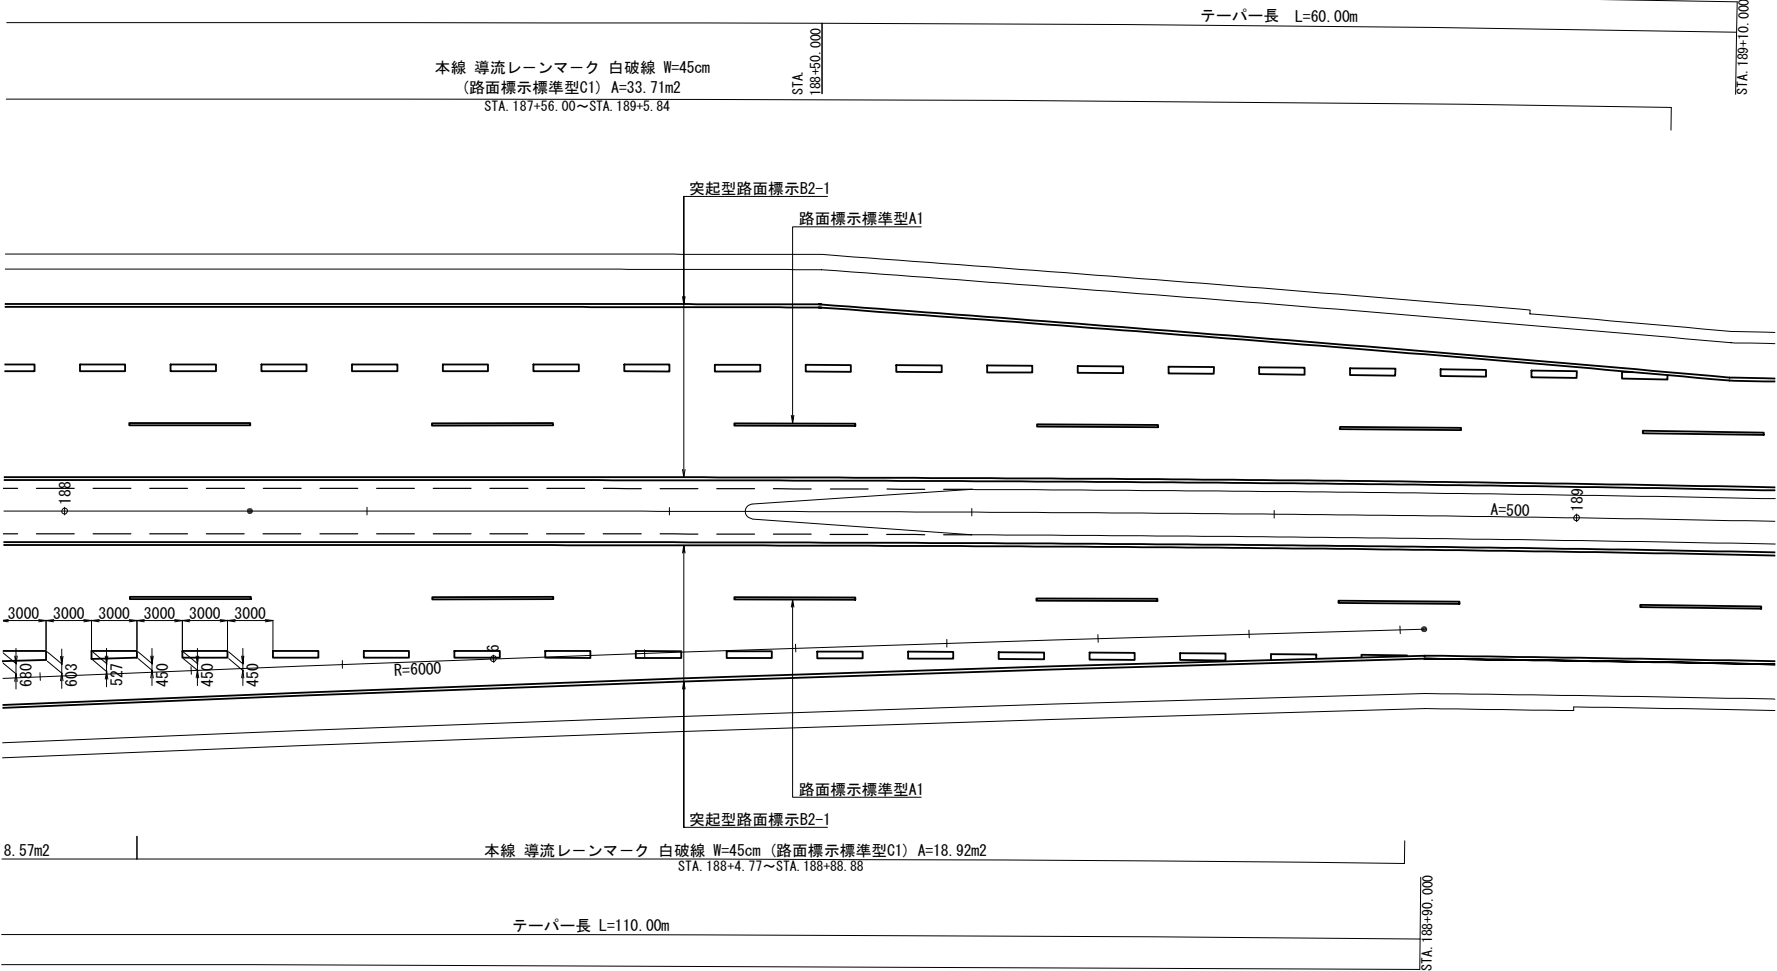 テーパー長 L=60.00m
STA. 189+10.000
STA.
188+50.000
本線 導流レーンマーク 白破線 W=45cm
(路面標示標準型C1) A=33.71m2
STA. 187+56.00～STA. 189+5.84
突起型路面標示B2-1
路面標示標準型A1
188
A=500
189
3000 3000 3000 3000 3000 3000
680 603 527 450 450 450
R=6000
6
路面標示標準型A1
突起型路面標示B2-1
8.57m2
本線 導流レーンマーク 白破線 W=45cm (路面標示標準型C1) A=18.92m2
STA. 188+4.77～STA. 188+88.88
STA. 188+90.000
テーパー長 L=110.00m